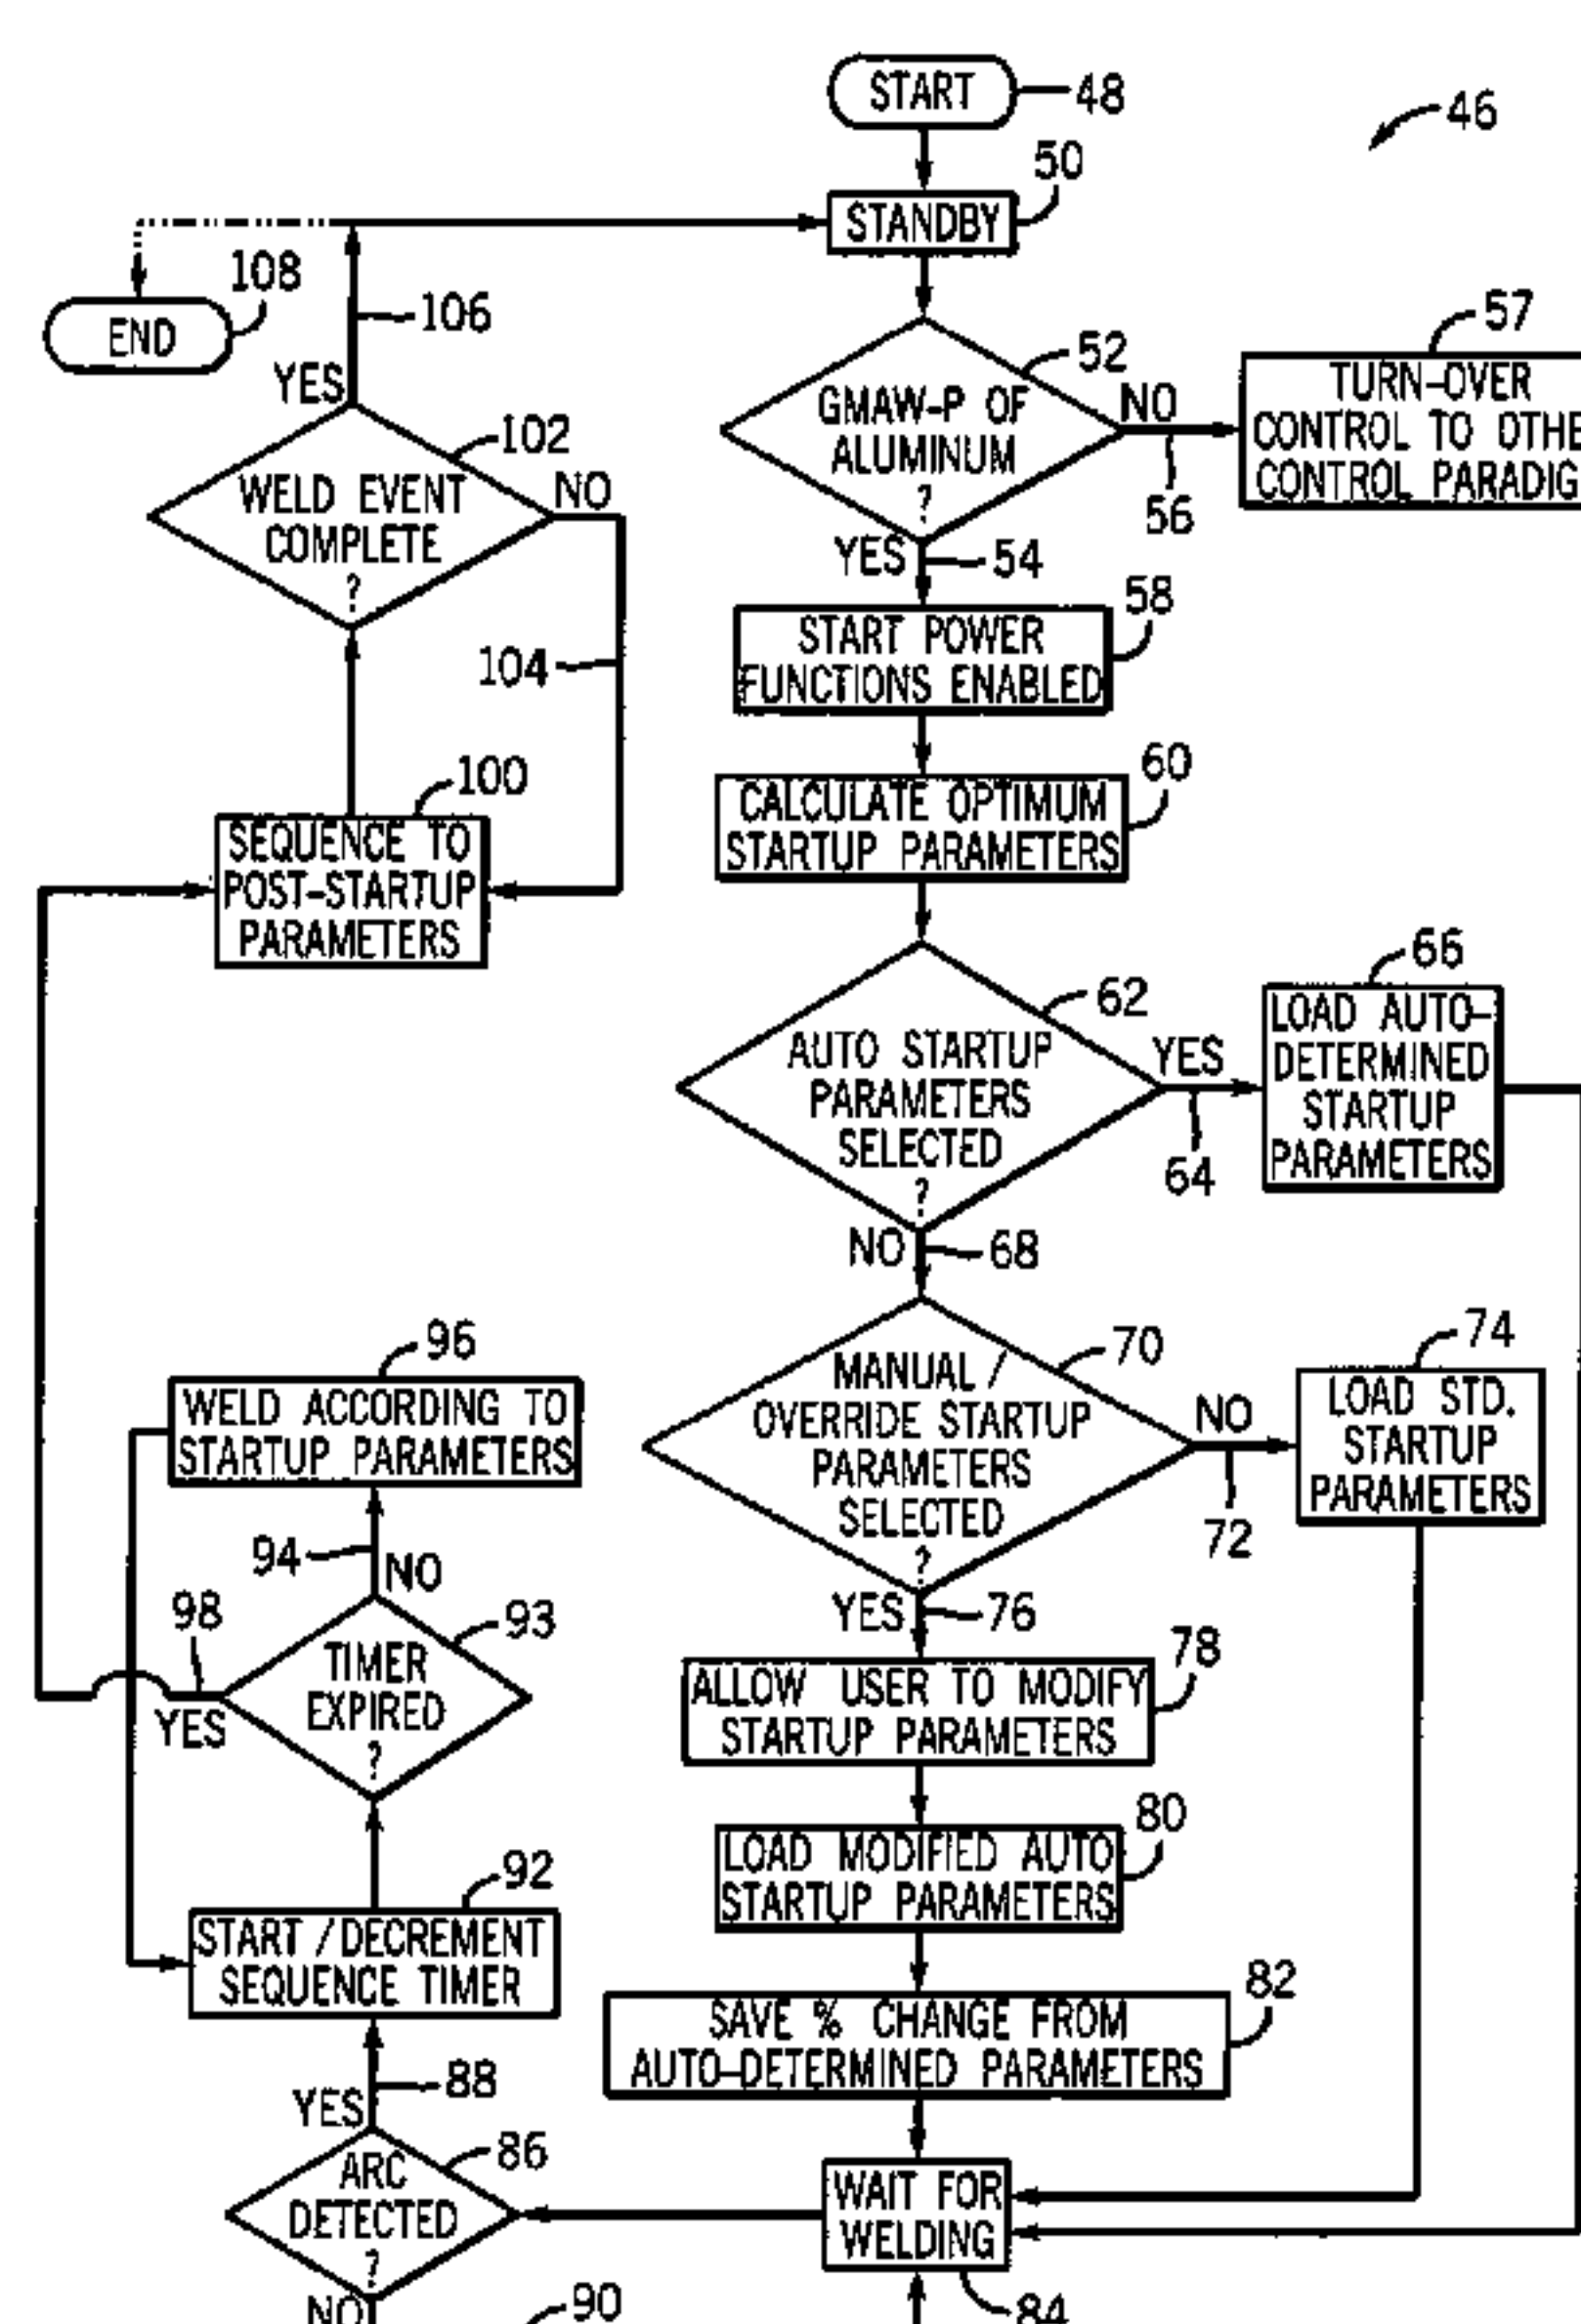 START
48
46
50
STANDBY
108
END
106
YES
52
GMAW-P OF
ALUMINUM
?
NO
56
57
TURN-OVER
CONTROL TO OTHE
CONTROL PARADIG
102
WELD EVENT
COMPLETE
?
NO
104
YES
54
58
START POWER
FUNCTIONS ENABLED
60
CALCULATE OPTIMUM
STARTUP PARAMETERS
100
SEQUENCE TO
POST-STARTUP
PARAMETERS
62
AUTO STARTUP
PARAMETERS
SELECTED
?
YES
64
66
LOAD AUTO-
DETERMINED
STARTUP
PARAMETERS
NO
68
70
MANUAL /
OVERRIDE STARTUP
PARAMETERS
SELECTED
?
NO
72
74
LOAD STD.
STARTUP
PARAMETERS
96
WELD ACCORDING TO
STARTUP PARAMETERS
94
NO
98
YES
93
TIMER
EXPIRED
?
YES
76
78
ALLOW USER TO MODIFY
STARTUP PARAMETERS
80
LOAD MODIFIED AUTO
STARTUP PARAMETERS
92
START /DECREMENT
SEQUENCE TIMER
82
SAVE % CHANGE FROM
AUTO-DETERMINED PARAMETERS
88
YES
86
ARC
DETECTED
?
WAIT FOR
WELDING
NO
90
84